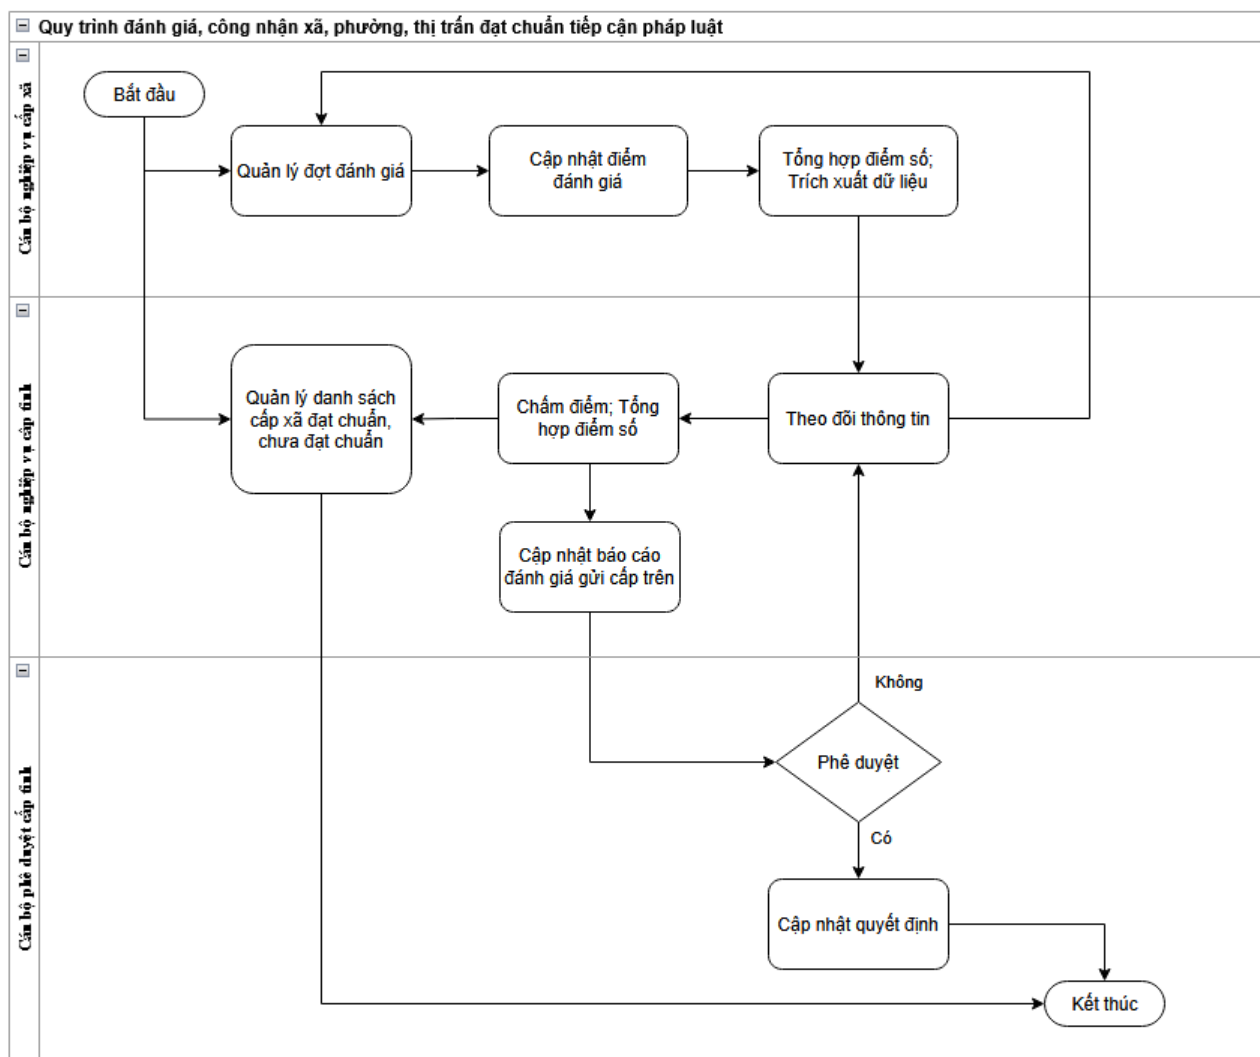 Quy trình đánh giá, công nhận xã, phường, thị trấn đạt chuẩn tiếp cận pháp luật
Cán bộ nghiệp vụ cấp xã
Bắt đầu
Quản lý đợt đánh giá
Cập nhật điểm
đánh giá
Tổng hợp điểm số;
Trích xuất dữ liệu
Cán bộ nghiệp vụ cấp tỉnh
Quản lý danh sách
cấp xã đạt chuẩn,
chưa đạt chuẩn
Chấm điểm; Tổng
hợp điểm số
Theo dõi thông tin
Cập nhật báo cáo
đánh giá gửi cấp trên
Cán bộ phê duyệt cấp tỉnh
Không
Phê duyệt
Có
Cập nhật quyết định
Kết thúc